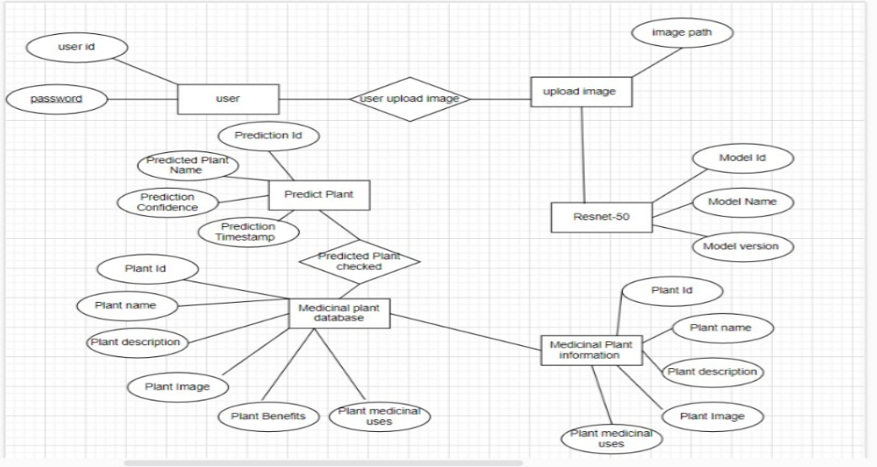 image path
user id
user
user upload image
upload image
password
Prediction Id
Predicted Plant
Name
Predict Plant
Prediction
Confidence
Prediction
Timestamp
Model Id
Model Name
Resnet-50
Model version
Predicted Plant
checked
Plant Id
Plant name
Medicinal plant
database
Plant description
Plant Image
Plant Benefits
Plant medicinal
uses
Plant Id
Plant name
Medicinal Plant
information
Plant description
Plant Image
Plant medicinal
uses